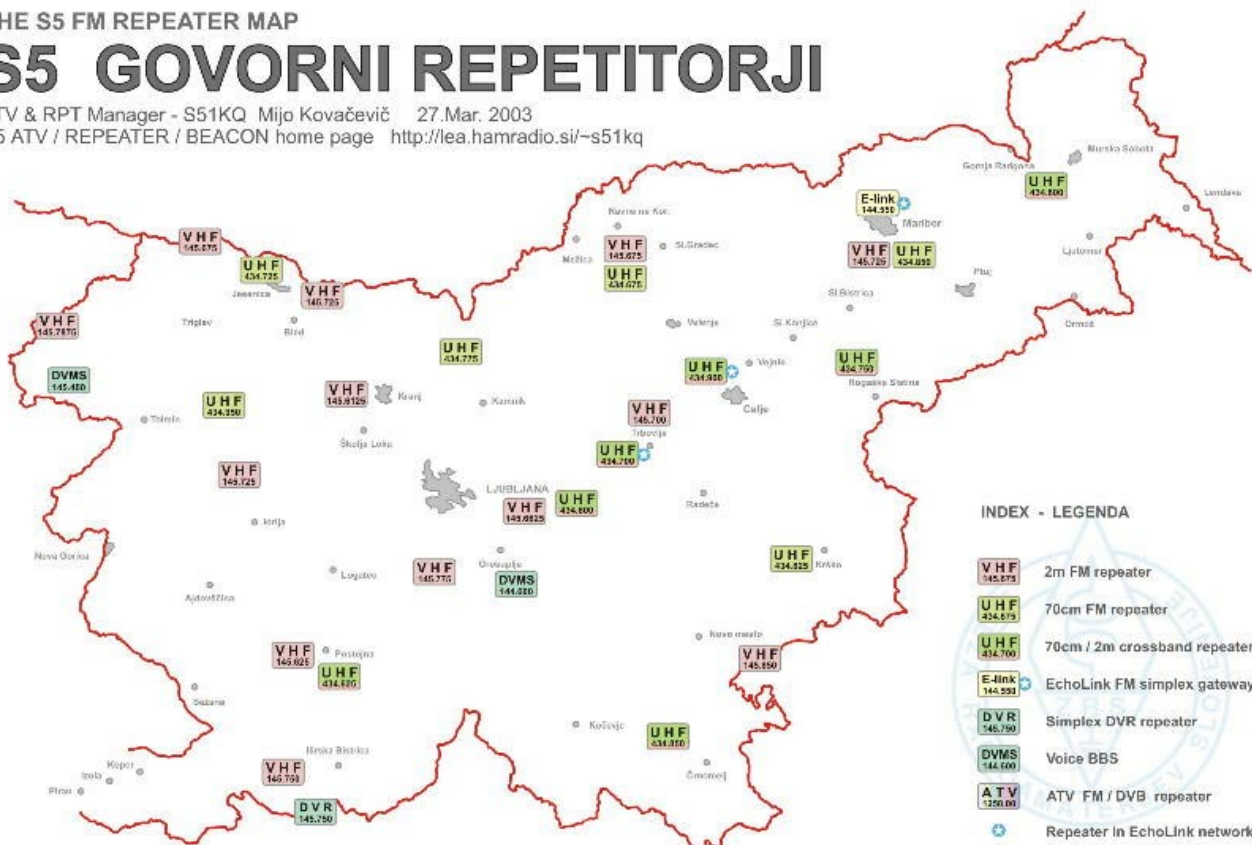 HE S5 FM REPEATER MAP
S5 GOVORNI REPETITORJI
TV & RPT Manager - S51KQ Mijo Kovačevič 27.Mar. 2003
5 ATV / REPEATER / BEACON home page http://lea.hamradio.si/~s51kq
Murska Sobota
Gornja Radgona
UHF
434.600
Lendava
E-link
144.550
Maribor
Ravne na Kor.
VHF
145.675
UHF
434.725
Jesenice
VHF
145.725
Mežica
VHF
145.675
Sl.Gradec
UHF
434.675
VHF
145.725
UHF
434.850
Ljutomer
Ptuj
Sl.Bistrica
Ormož
VHF
145.7875
Triglav
Bled
Velenje
Sl.Konjice
UHF
434.775
DVMS
UHF
434.900
Vojnik
UHF
434.750
Rogaška Slatina
Tolmin
UHF
VHF
145.6125
Kranj
Kamnik
Celje
VHF
145.700
Škofja Loka
Trbovlje
UHF
434.700
VHF
145.725
LJUBLJANA
VHF
UHF
434.600
Radeče
Idrija
INDEX - LEGENDA
Nova Gorica
Logatec
VHF
145.775
Grosuplje
DVMS
144.600
UHF
434.825
Krško
Ajdovščina
VHF
145.675
2m FM repeater
UHF
434.675
70cm FM repeater
UHF
434.700
70cm / 2m crossband repeater
E-link
144.550
EchoLink FM simplex gateway
DVR
145.750
Simplex DVR repeater
DVMS
144.600
Voice BBS
ATV
1250.00
ATV FM / DVB repeater
Repeater in EchoLink network
Novo mesto
VHF
145.650
VHF
145.625
Postojna
UHF
434.625
Sežana
Kočevje
UHF
434.850
Črnomelj
Ilirska Bistrica
VHF
145.750
DVR
145.750
Koper
Izola
Piran
ZRS